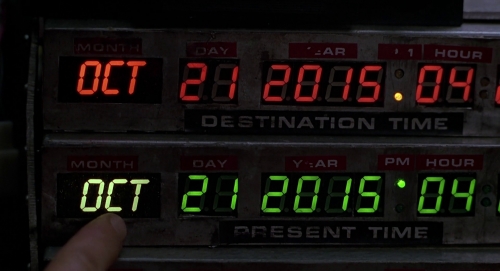 MONTH DAY YEAR HOUR
OCT 21 2015 04
DESTINATION TIME
MONTH DAY YEAR PM HOUR
OCT 21 2015 04
PRESENT TIME